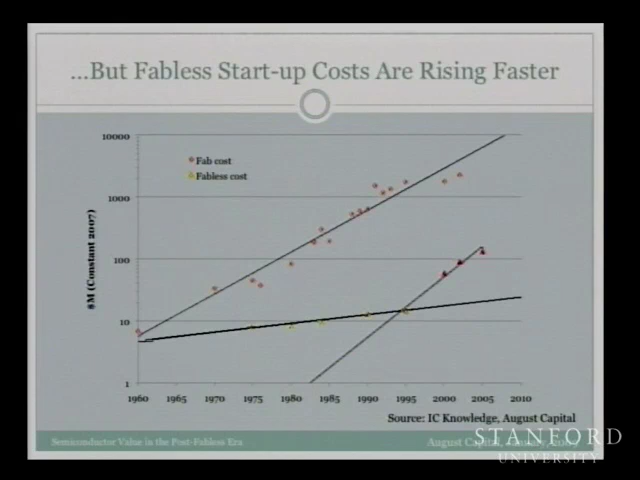 ...But Fabless Start-up Costs Are Rising Faster
10000
Fab cost
Fabless cost
1000
$M (Constant 2007)
100
10
1
1960 1965 1970 1975 1980 1985 1990 1995 2000 2005 2010
Source: IC Knowledge, August Capital
Semiconductor Value in the Post-Fabless Era
August Capital,
STANFORD
UNIVERSITY